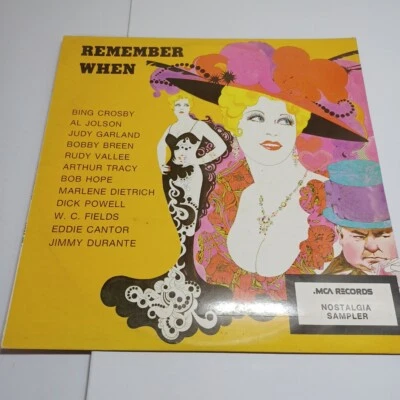 REMEMBER
WHEN
BING CROSBY
AL JOLSON
JUDY GARLAND
BOBBY BREEN
RUDY VALLEE
ARTHUR TRACY
BOB HOPE
MARLENE DIETRICH
DICK POWELL
W. C. FIELDS
EDDIE CANTOR
JIMMY DURANTE
.MCA RECORDS
NOSTALGIA
SAMPLER